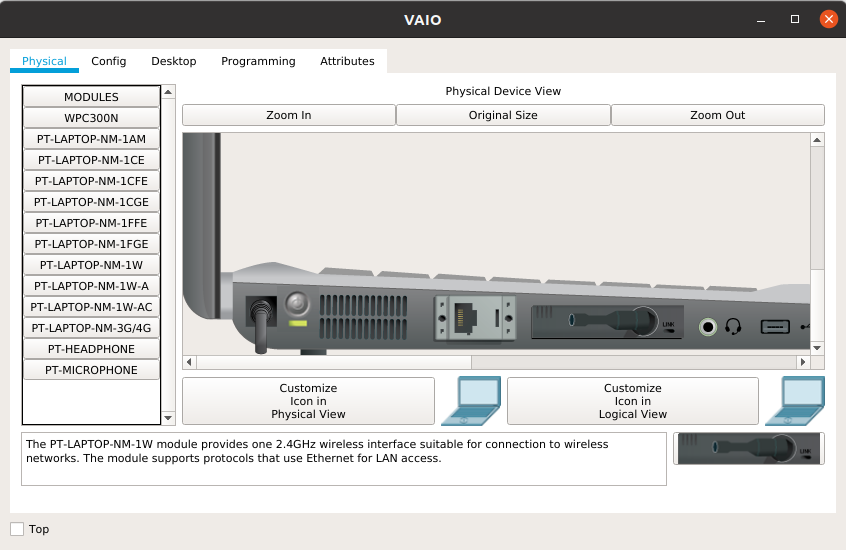 VAIO
Physical
Config
Desktop
Programming
Attributes
MODULES
WPC300N
PT-LAPTOP-NM-1AM
PT-LAPTOP-NM-1CE
PT-LAPTOP-NM-1CFE
PT-LAPTOP-NM-1CGE
PT-LAPTOP-NM-1FFE
PT-LAPTOP-NM-1FGE
PT-LAPTOP-NM-1W
PT-LAPTOP-NM-1W-A
PT-LAPTOP-NM-1W-AC
PT-LAPTOP-NM-3G/4G
PT-HEADPHONE
PT-MICROPHONE
Physical Device View
Zoom In
Original Size
Zoom Out
LINK
Customize
Icon in
Physical View
Customize
Icon in
Logical View
The PT-LAPTOP-NM-1W module provides one 2.4GHz wireless interface suitable for connection to wireless
networks. The module supports protocols that use Ethernet for LAN access.
LINK
Top